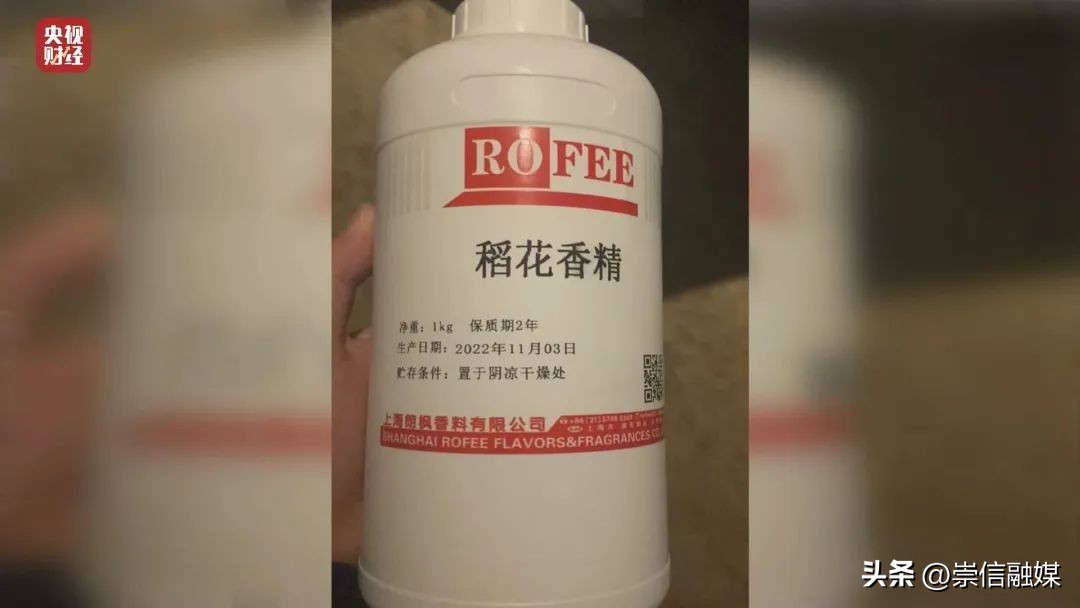 央视
财经
ROFEE
稻花香精
净重：1kg 保质期2年
生产日期：2022年11月03日
贮存条件：置于阴凉干燥处
上海朗枫香料有限公司
SHANGHAI ROFEE FLAVORS&FRAGRANCES CO
头条 @崇信融媒